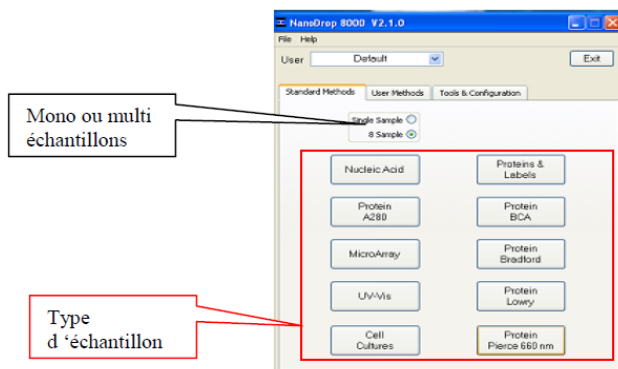 NanoDrop 8000 V2.1.0
File Help
User Default Exit
Standard Methods User Methods Tools & Configuration
Mono ou multi
échantillons
Single Sample
8 Sample
Nucleic Acid
Proteins &
Labels
Protein
A280
Protein
BCA
MicroArray
Protein
Bradford
UV-Vis
Protein
Lowry
Type
d ‘échantillon
Cell
Cultures
Protein
Pierce 660 nm